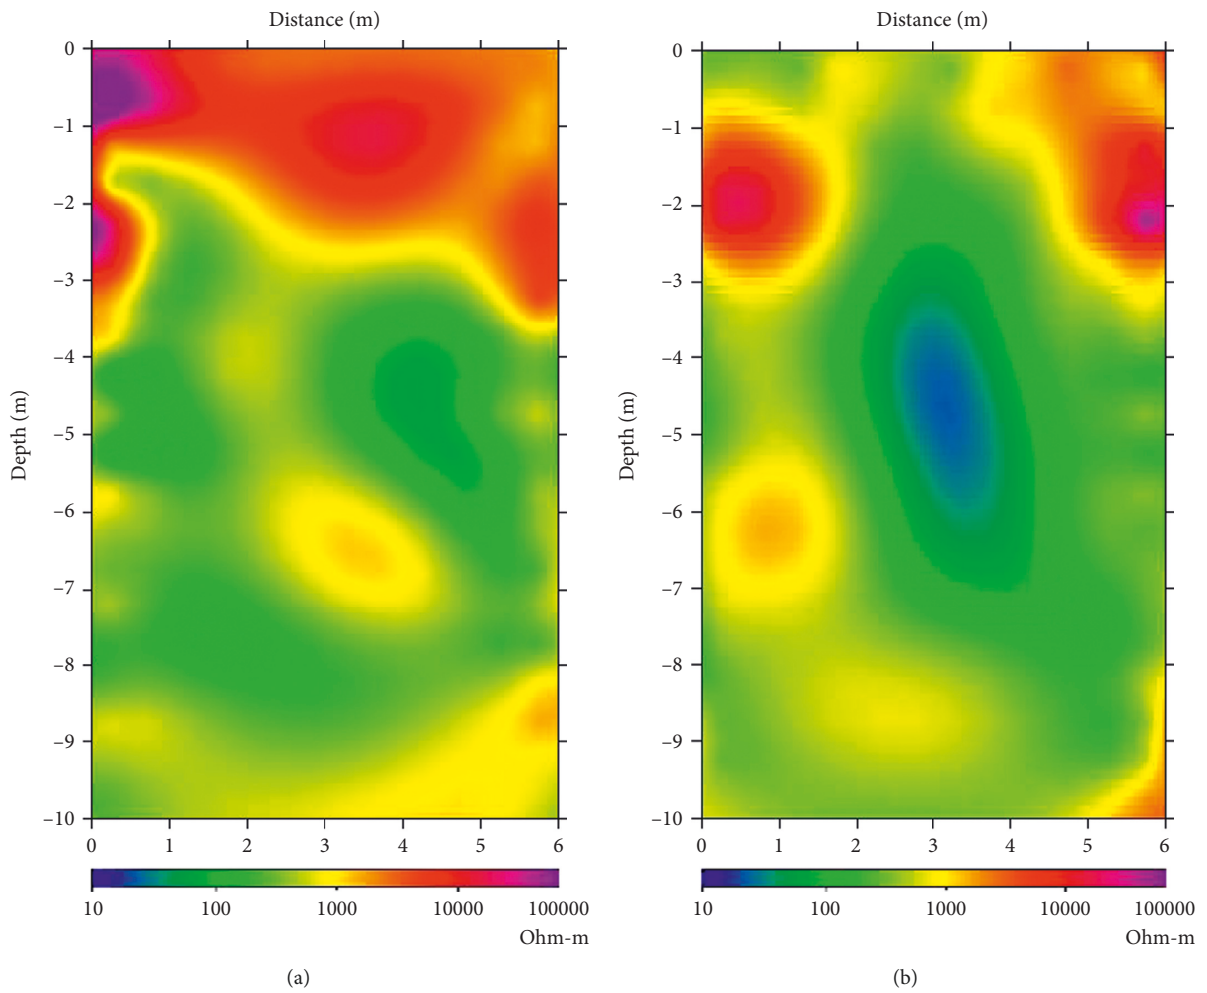 Distance (m)
Distance (m)
0
–1
–2
–3
–4
–5
–6
–7
–8
–9
–10
Depth (m)
0 1 2 3 4 5 6
10 100 1000 10000 100000
Ohm-m
(a)
0
–1
–2
–3
–4
–5
–6
–7
–8
–9
–10
Depth (m)
0 1 2 3 4 5 6
10 100 1000 10000 100000
Ohm-m
(b)